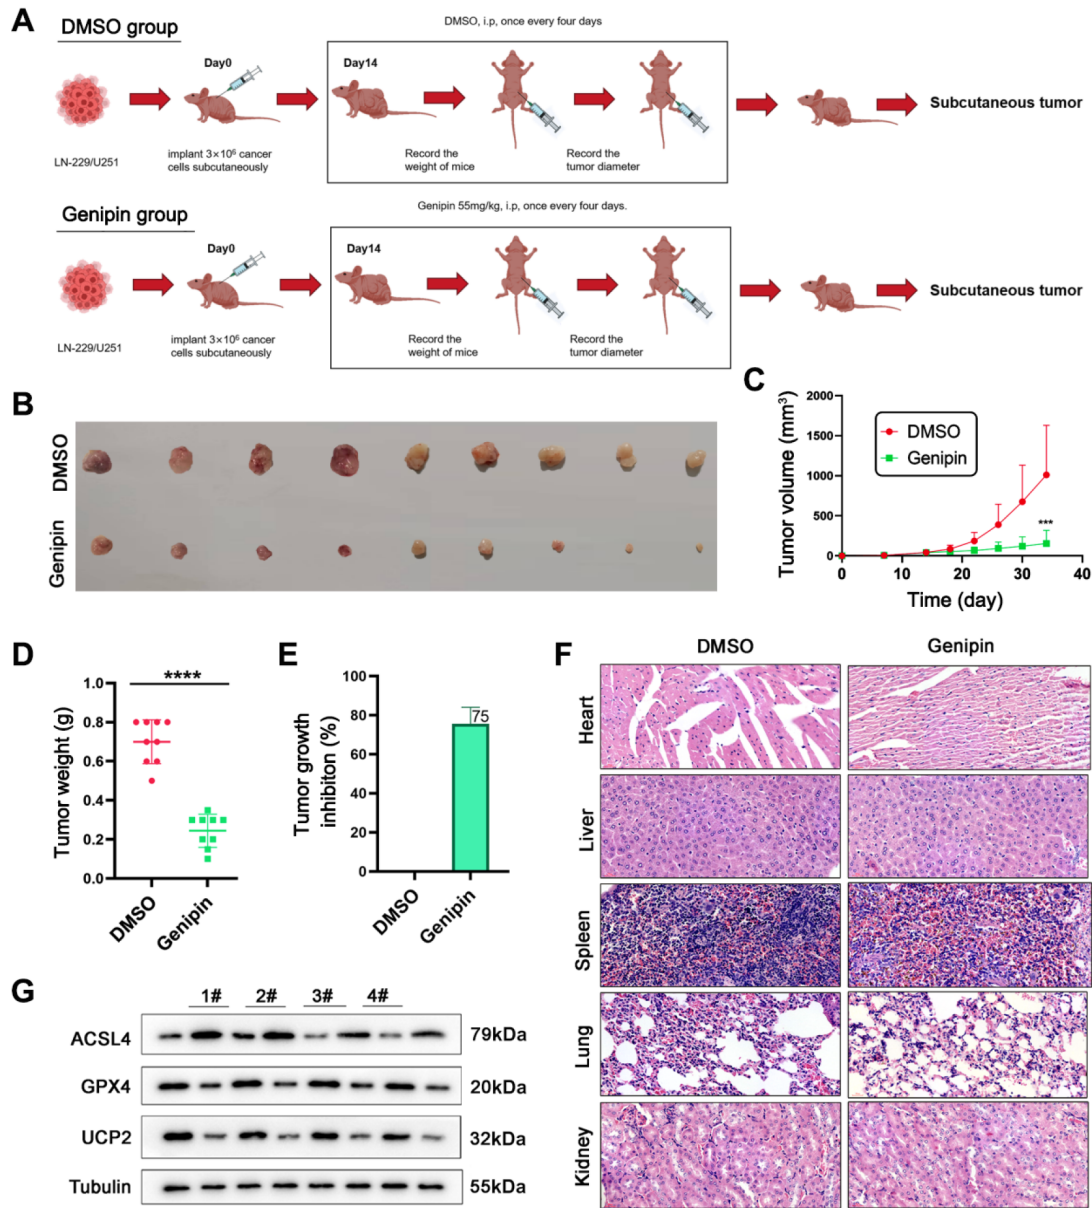 A
DMSO group
DMSO, i.p, once every four days
Day0
Day14
LN-229/U251
implant 3×10⁶ cancer
cells subcutaneously
Record the
weight of mice
Record the
tumor diameter
Subcutaneous tumor
Genipin group
Genipin 55mg/kg, i.p, once every four days.
Day0
Day14
LN-229/U251
implant 3×10⁶ cancer
cells subcutaneously
Record the
weight of mice
Record the
tumor diameter
Subcutaneous tumor
B
DMSO
Genipin
C
Tumor volume (mm³)
2000
1500
1000
500
0
DMSO
Genipin
***
0
10
20
30
40
Time (day)
D
Tumor weight (g)
1.0
0.8
0.6
0.4
0.2
0.0
****
DMSO
Genipin
E
Tumor growth
inhibiton (%)
100
80
60
40
20
0
75
DMSO
Genipin
F
DMSO
Genipin
Heart
Liver
Spleen
Lung
Kidney
G
1#
2#
3#
4#
ACSL4
79kDa
GPX4
20kDa
UCP2
32kDa
Tubulin
55kDa